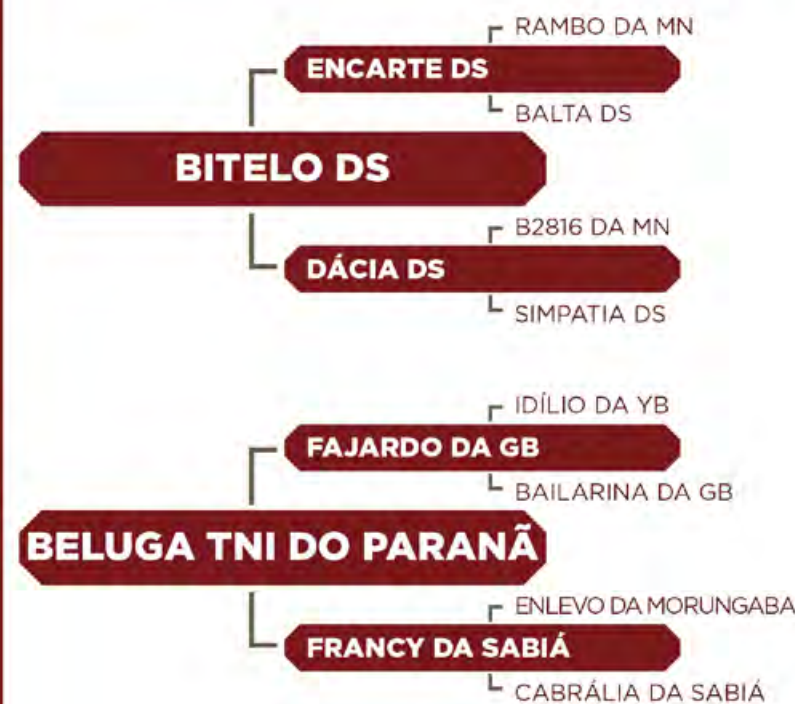 RAMBO DA MN
ENCARTE DS
BALTA DS
BITELO DS
B2816 DA MN
DÁCIA DS
SIMPATIA DS
IDÍLIO DA YB
FAJARDO DA GB
BAILARINA DA GB
BELUGA TNI DO PARANÃ
ENLEVO DA MORUNGABA
FRANCY DA SABIÁ
CABRÁLIA DA SABIÁ